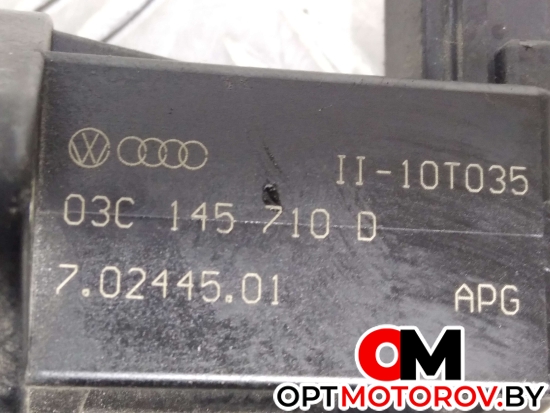 II-10T035
03C 145 710 D
7.02445.01 APG
OM
OPTMOTOROV.BY